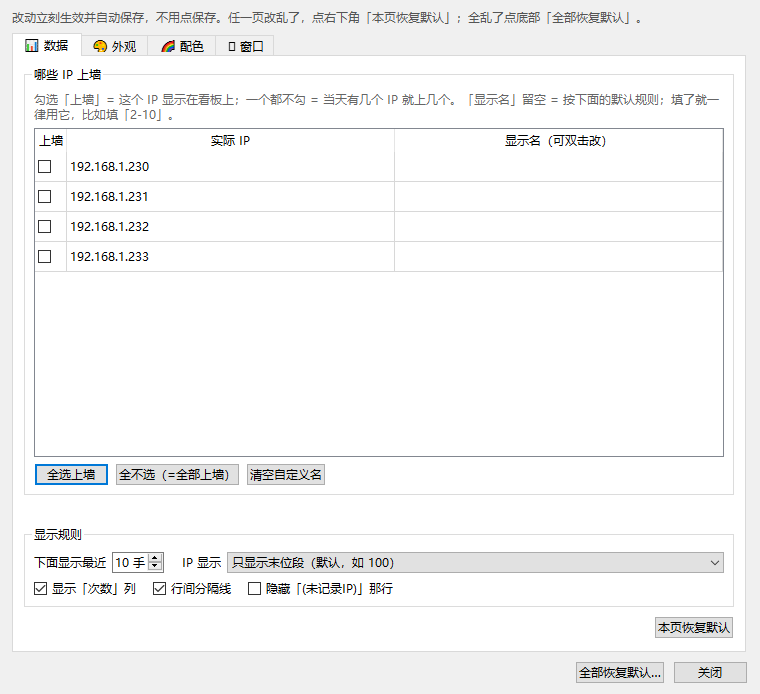 改动立刻生效并自动保存，不用点保存。任一页改乱了，点右下角「本页恢复默认」；全乱了点底部「全部恢复默认」。
数据 外观 配色 窗口
哪些 IP 上墙
勾选「上墙」= 这个 IP 显示在看板上；一个都不勾 = 当天有几个 IP 就上几个。「显示名」留空 = 按下面的默认规则；填了就一
律用它，比如填「2-10」。
上墙 实际 IP 显示名（可双击改）
192.168.1.230
192.168.1.231
192.168.1.232
192.168.1.233
全选上墙 全不选（=全部上墙） 清空自定义名
显示规则
下面显示最近 10 手 IP 显示 只显示末位段（默认，如 100）
显示「次数」列 行间分隔线 隐藏「(未记录IP)」那行
本页恢复默认
全部恢复默认... 关闭